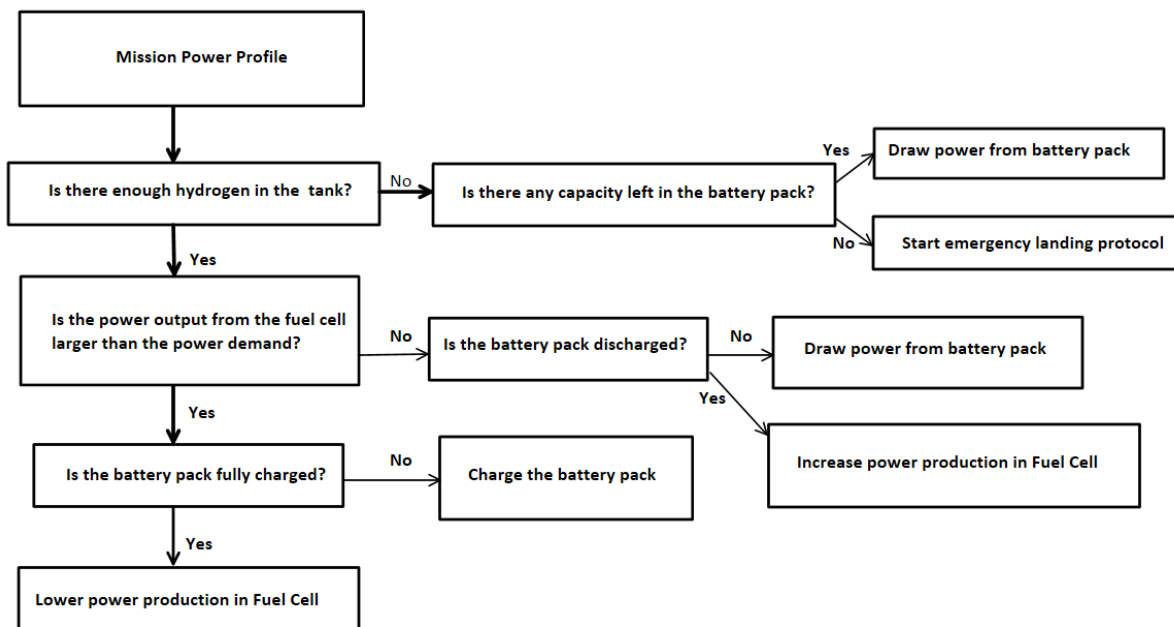 Mission Power Profile
Yes
Draw power from battery pack
Is there enough hydrogen in the tank?
No
Is there any capacity left in the battery pack?
No
Start emergency landing protocol
Yes
Is the power output from the fuel cell
larger than the power demand?
No
Is the battery pack discharged?
No
Draw power from battery pack
Yes
Yes
Is the battery pack fully charged?
No
Charge the battery pack
Increase power production in Fuel Cell
Yes
Lower power production in Fuel Cell